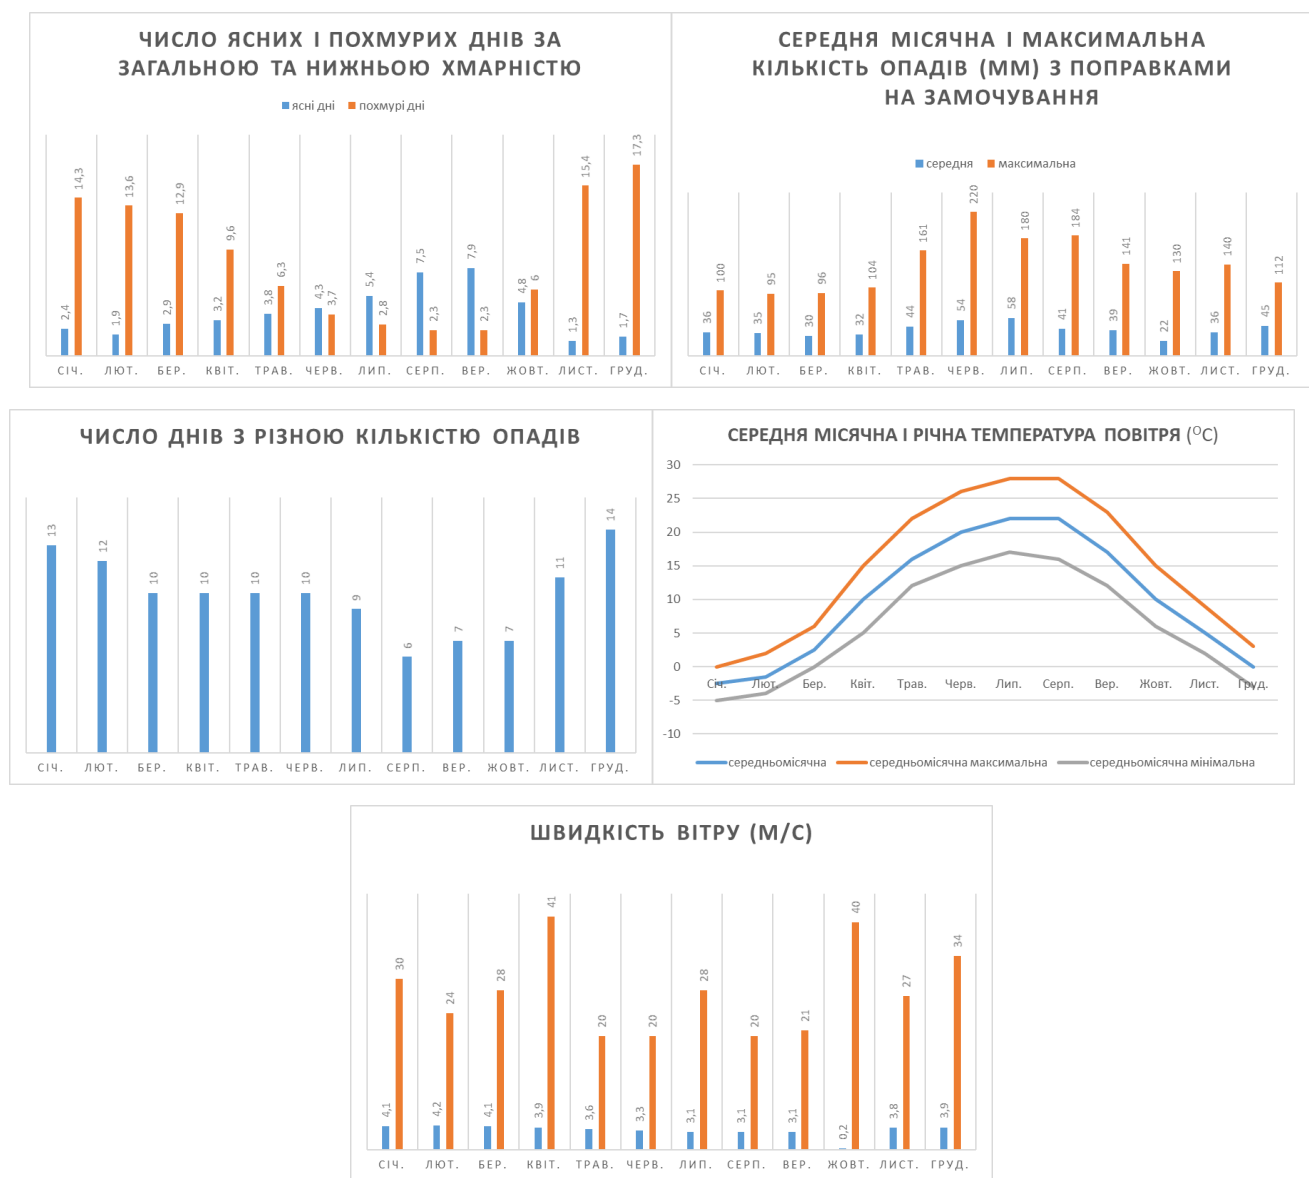 ЧИСЛО ЯСНИХ І ПОХМУРИХ ДНІВ ЗА
ЗАГАЛЬНОЮ ТА НИЖНЬОЮ ХМАРНІСТЮ
ясні дні похмурі дні
2,4 14,3 1,9 13,6 2,9 12,9 3,2 9,6 3,8 6,3 4,3 3,7 5,4 2,8 7,5 2,3 7,9 2,3 4,8 6 1,3 15,4 1,7 17,3
СІЧ. ЛЮТ. БЕР. КВІТ. ТРАВ. ЧЕРВ. ЛИП. СЕРП. ВЕР. ЖОВТ. ЛИСТ. ГРУД.
СЕРЕДНЯ МІСЯЧНА І МАКСИМАЛЬНА
КІЛЬКІСТЬ ОПАДІВ (ММ) З ПОПРАВКАМИ
НА ЗАМОЧУВАННЯ
середня максимальна
36 100 35 95 30 96 32 104 44 161 54 220 58 180 41 184 39 141 22 130 36 140 45 112
СІЧ. ЛЮТ. БЕР. КВІТ. ТРАВ. ЧЕРВ. ЛИП. СЕРП. ВЕР. ЖОВТ. ЛИСТ. ГРУД.
ЧИСЛО ДНІВ З РІЗНОЮ КІЛЬКІСТЮ ОПАДІВ
13 12 10 10 10 10 9 6 7 7 11 14
СІЧ. ЛЮТ. БЕР. КВІТ. ТРАВ. ЧЕРВ. ЛИП. СЕРП. ВЕР. ЖОВТ. ЛИСТ. ГРУД.
СЕРЕДНЯ МІСЯЧНА І РІЧНА ТЕМПЕРАТУРА ПОВІТРЯ (ᴼС)
30
25
20
15
10
5
0
Січ. Лют. Бер. Квіт. Трав. Черв. Лип. Серп. Вер. Жовт. Лист. Груд.
-5
-10
середньомісячна середньомісячна максимальна середньомісячна мінімальна
ШВИДКІСТЬ ВІТРУ (М/С)
4,1 30 4,2 24 4,1 28 3,9 41 3,6 20 3,3 20 3,1 28 3,1 20 3,1 21 0,2 40 3,8 27 3,9 34
СІЧ. ЛЮТ. БЕР. КВІТ. ТРАВ. ЧЕРВ. ЛИП. СЕРП. ВЕР. ЖОВТ. ЛИСТ. ГРУД.